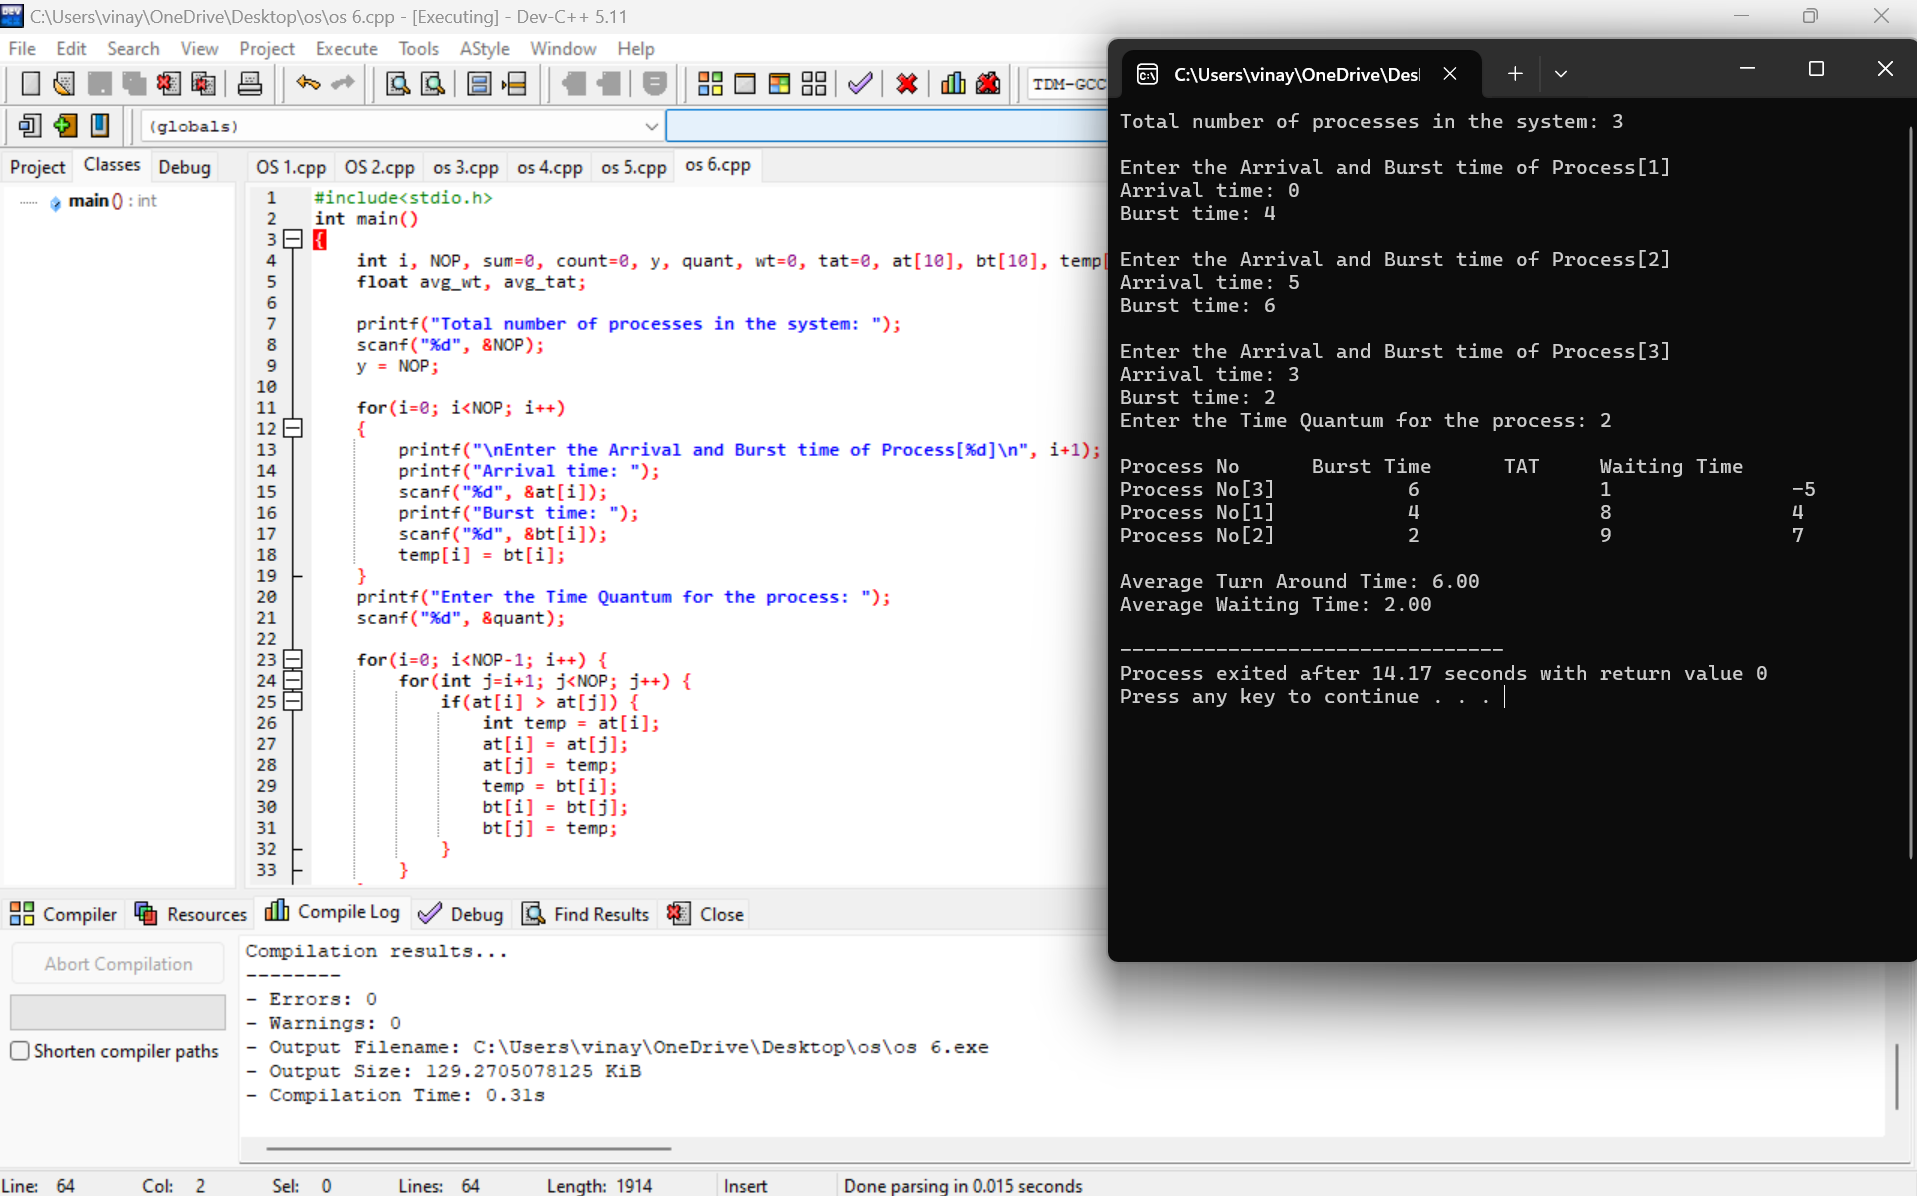 C:\Users\vinay\OneDrive\Desktop\os\os 6.cpp - [Executing] - Dev-C++ 5.11
File Edit Search View Project Execute Tools AStyle Window Help
TDM-GCC
(globals)
Project Classes Debug
OS 1.cpp OS 2.cpp os 3.cpp os 4.cpp os 5.cpp os 6.cpp
main () : int
1 #include<stdio.h>
2 int main()
3 {
4 int i, NOP, sum=0, count=0, y, quant, wt=0, tat=0, at[10], bt[10], temp[
5 float avg_wt, avg_tat;
6
7 printf("Total number of processes in the system: ");
8 scanf("%d", &NOP);
9 y = NOP;
10
11 for(i=0; i<NOP; i++)
12 {
13 printf("\nEnter the Arrival and Burst time of Process[%d]\n", i+1);
14 printf("Arrival time: ");
15 scanf("%d", &at[i]);
16 printf("Burst time: ");
17 scanf("%d", &bt[i]);
18 temp[i] = bt[i];
19 }
20 printf("Enter the Time Quantum for the process: ");
21 scanf("%d", &quant);
22
23 for(i=0; i<NOP-1; i++) {
24 for(int j=i+1; j<NOP; j++) {
25 if(at[i] > at[j]) {
26 int temp = at[i];
27 at[i] = at[j];
28 at[j] = temp;
29 temp = bt[i];
30 bt[i] = bt[j];
31 bt[j] = temp;
32 }
33 }
C:\Users\vinay\OneDrive\Des
Total number of processes in the system: 3
Enter the Arrival and Burst time of Process[1]
Arrival time: 0
Burst time: 4
Enter the Arrival and Burst time of Process[2]
Arrival time: 5
Burst time: 6
Enter the Arrival and Burst time of Process[3]
Arrival time: 3
Burst time: 2
Enter the Time Quantum for the process: 2
Process No Burst Time TAT Waiting Time
Process No[3] 6 1 -5
Process No[1] 4 8 4
Process No[2] 2 9 7
Average Turn Around Time: 6.00
Average Waiting Time: 2.00
--------------------------------
Process exited after 14.17 seconds with return value 0
Press any key to continue . . .
Compiler Resources Compile Log Debug Find Results Close
Abort Compilation
Shorten compiler paths
Compilation results...
--------
- Errors: 0
- Warnings: 0
- Output Filename: C:\Users\vinay\OneDrive\Desktop\os\os 6.exe
- Output Size: 129.2705078125 KiB
- Compilation Time: 0.31s
Line: 64 Col: 2 Sel: 0 Lines: 64 Length: 1914 Insert Done parsing in 0.015 seconds